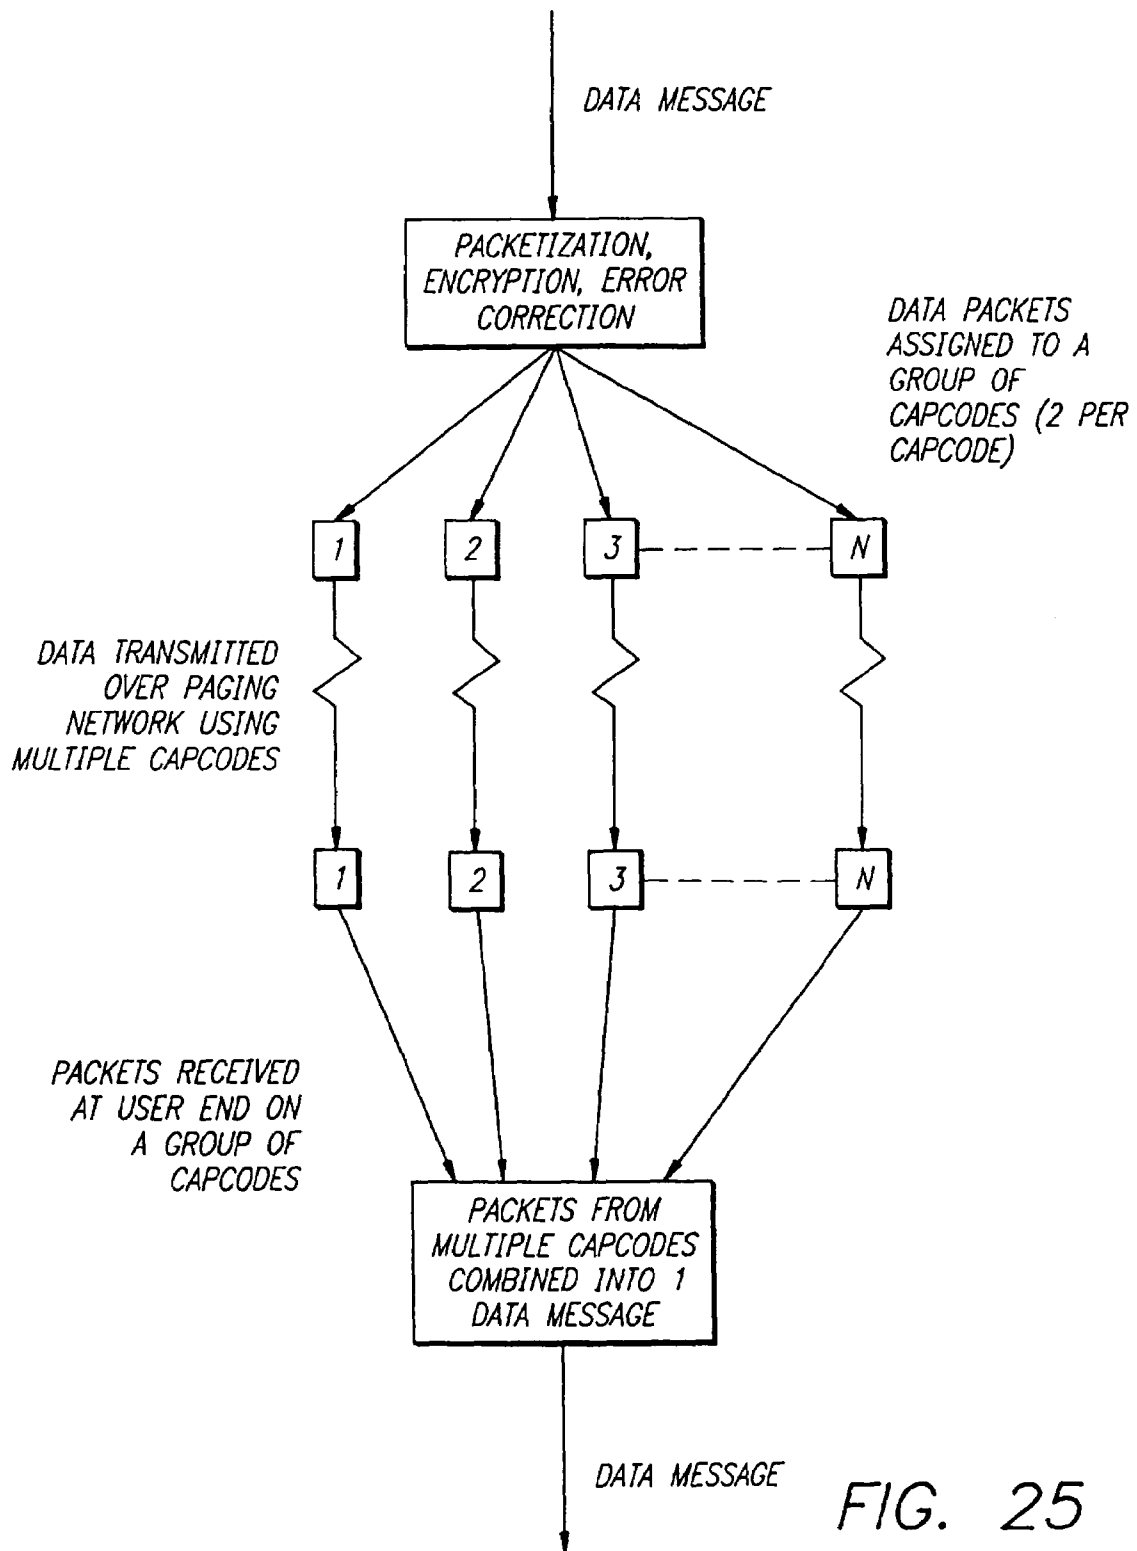 DATA MESSAGE
PACKETIZATION,
ENCRYPTION, ERROR
CORRECTION
DATA PACKETS
ASSIGNED TO A
GROUP OF
CAPCODES (2 PER
CAPCODE)
1
2
3
N
DATA TRANSMITTED
OVER PAGING
NETWORK USING
MULTIPLE CAPCODES
1
2
3
N
PACKETS RECEIVED
AT USER END ON
A GROUP OF
CAPCODES
PACKETS FROM
MULTIPLE CAPCODES
COMBINED INTO 1
DATA MESSAGE
DATA MESSAGE
FIG. 25